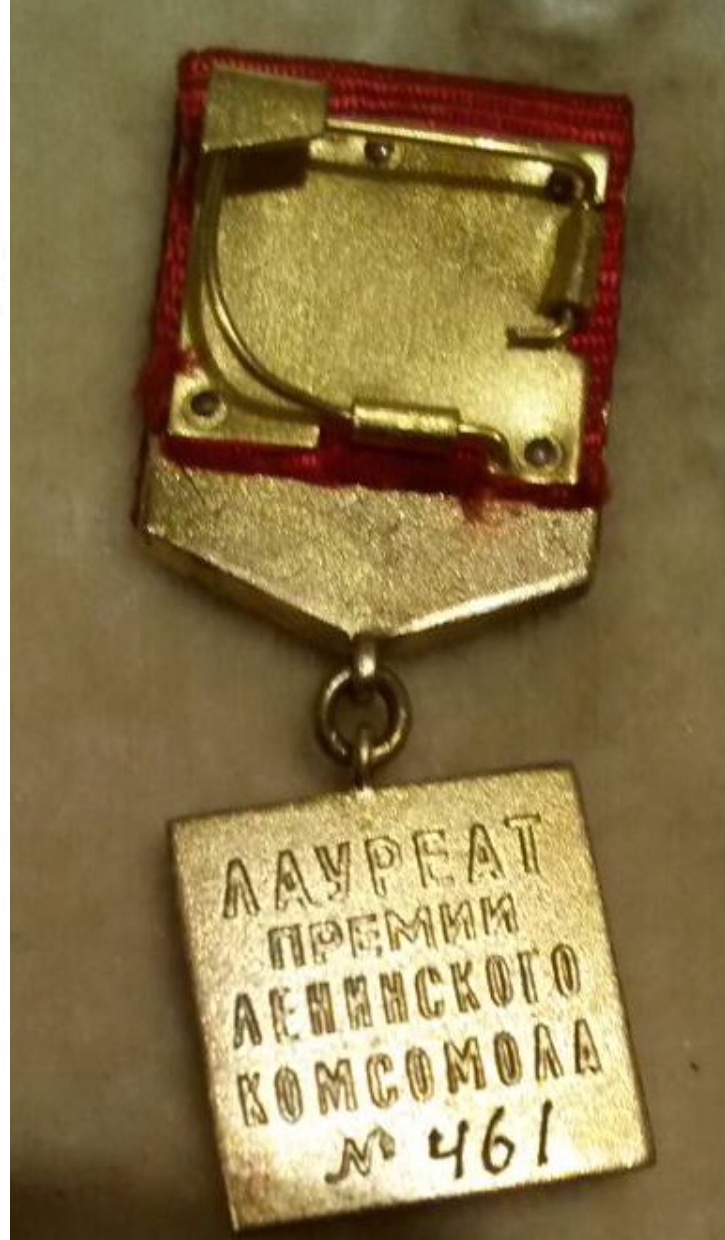 ЛАУРЕАТ
ПРЕМИИ
ЛЕНИНСКОГО
КОМСОМОЛА
№ 461